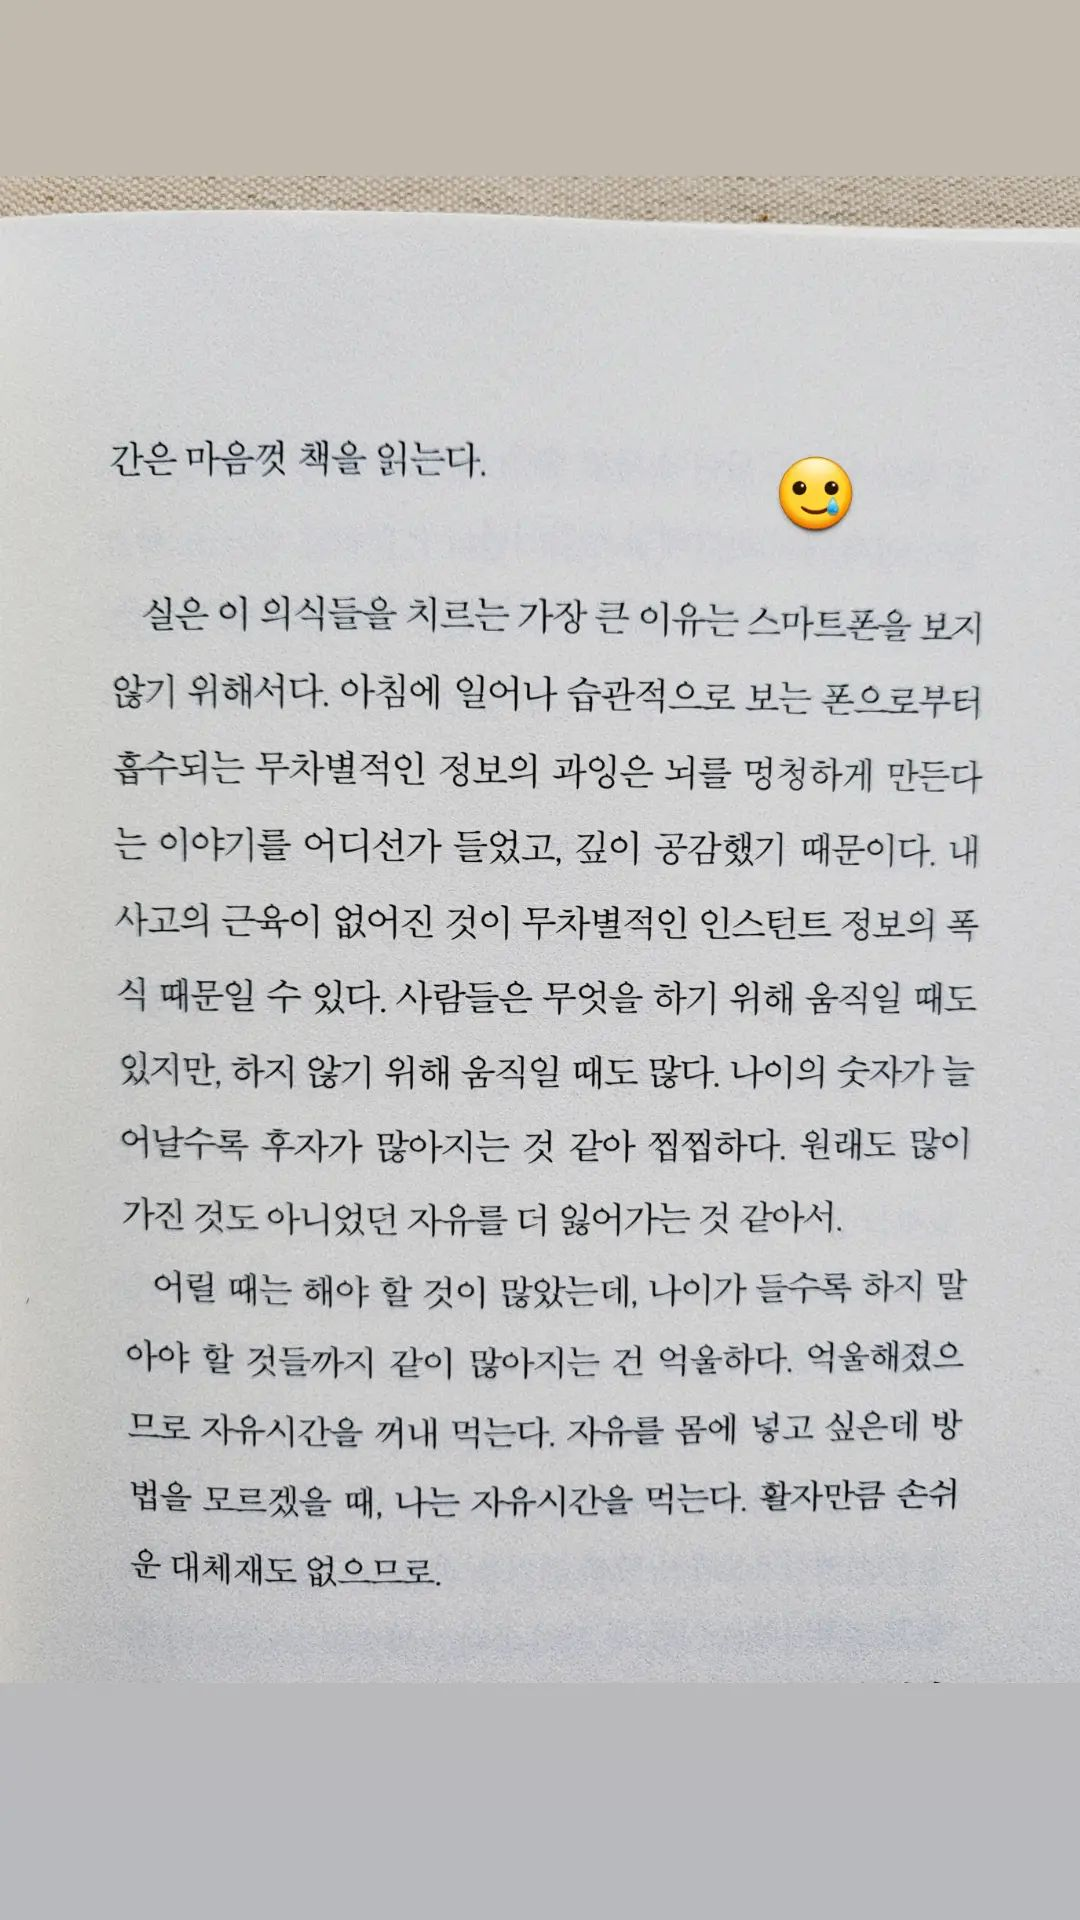 간은 마음껏 책을 읽는다.
실은 이 의식들을 치르는 가장 큰 이유는 스마트폰을 보지
않기 위해서다. 아침에 일어나 습관적으로 보는 폰으로부터
흡수되는 무차별적인 정보의 과잉은 뇌를 멍청하게 만든다
는 이야기를 어디선가 들었고, 깊이 공감했기 때문이다. 내
사고의 근육이 없어진 것이 무차별적인 인스턴트 정보의 폭
식 때문일 수 있다. 사람들은 무엇을 하기 위해 움직일 때도
있지만, 하지 않기 위해 움직일 때도 많다. 나이의 숫자가 늘
어날수록 후자가 많아지는 것 같아 찝찝하다. 원래도 많이
가진 것도 아니었던 자유를 더 잃어가는 것 같아서.
어릴 때는 해야 할 것이 많았는데, 나이가 들수록 하지 말
아야 할 것들까지 같이 많아지는 건 억울하다. 억울해졌으
므로 자유시간을 꺼내 먹는다. 자유를 몸에 넣고 싶은데 방
법을 모르겠을 때, 나는 자유시간을 먹는다. 활자만큼 손쉬
운 대체재도 없으므로.